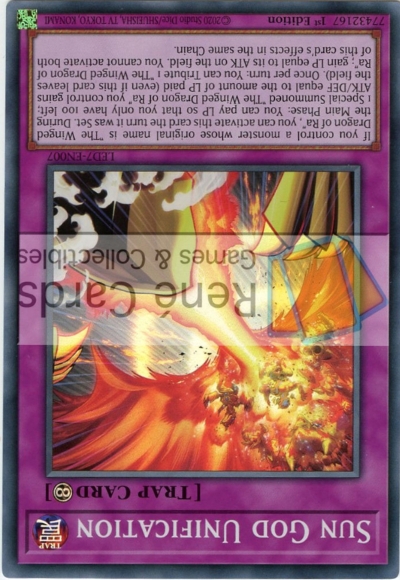 SUN GOD UNIFICATION
TRAP
罠
[TRAP CARD∞]
René Cards
Games & Collectibles
LED7-EN007
If you control a monster whose original name is "The Winged
Dragon of Ra", you can activate this card the turn it was Set. During
the Main Phase: You can pay LP so that you only have 100 left;
1 Special Summoned "The Winged Dragon of Ra" you control gains
ATK/DEF equal to the amount of LP paid (even if this card leaves
the field). Once per turn: You can Tribute 1 "The Winged Dragon of
Ra"; gain LP equal to its ATK on the field. You cannot activate both
of this card's effects in the same Chain.
77432167 1st Edition ©2020 Studio Dice/SHUEISHA, TV TOKYO, KONAMI